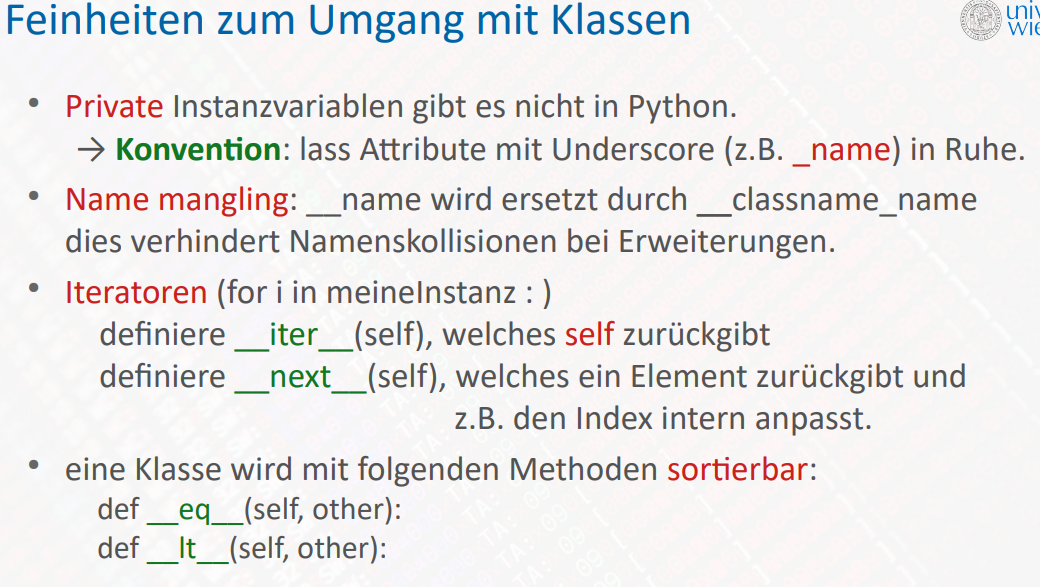 Feinheiten zum Umgang mit Klassen
• Private Instanzvariablen gibt es nicht in Python.
→ Konvention: lass Attribute mit Underscore (z.B. _name) in Ruhe.
• Name mangling: __name wird ersetzt durch __classname_name
dies verhindert Namenskollisionen bei Erweiterungen.
• Iteratoren (for i in meineInstanz : )
definiere __iter__(self), welches self zurückgibt
definiere __next__(self), welches ein Element zurückgibt und
z.B. den Index intern anpasst.
• eine Klasse wird mit folgenden Methoden sortierbar:
def __eq__(self, other):
def __lt__(self, other):